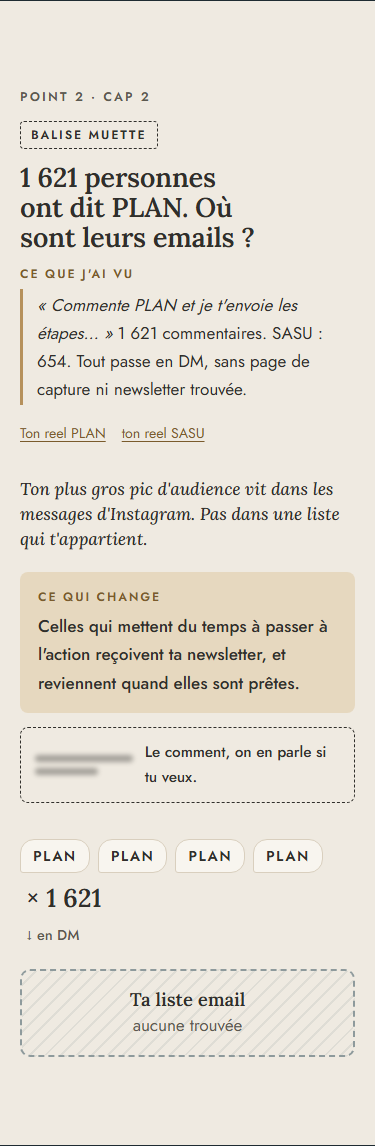 POINT 2 · CAP 2
BALISE MUETTE
1 621 personnes
ont dit PLAN. Où
sont leurs emails ?
CE QUE J'AI VU
« Commente PLAN et je t'envoie les
étapes… » 1 621 commentaires. SASU :
654. Tout passe en DM, sans page de
capture ni newsletter trouvée.
Ton reel PLAN ton reel SASU
Ton plus gros pic d'audience vit dans les
messages d'Instagram. Pas dans une liste
qui t'appartient.
CE QUI CHANGE
Celles qui mettent du temps à passer à
l'action reçoivent ta newsletter, et
reviennent quand elles sont prêtes.
Le comment, on en parle si
tu veux.
PLAN PLAN PLAN PLAN
× 1 621
↓ en DM
Ta liste email
aucune trouvée